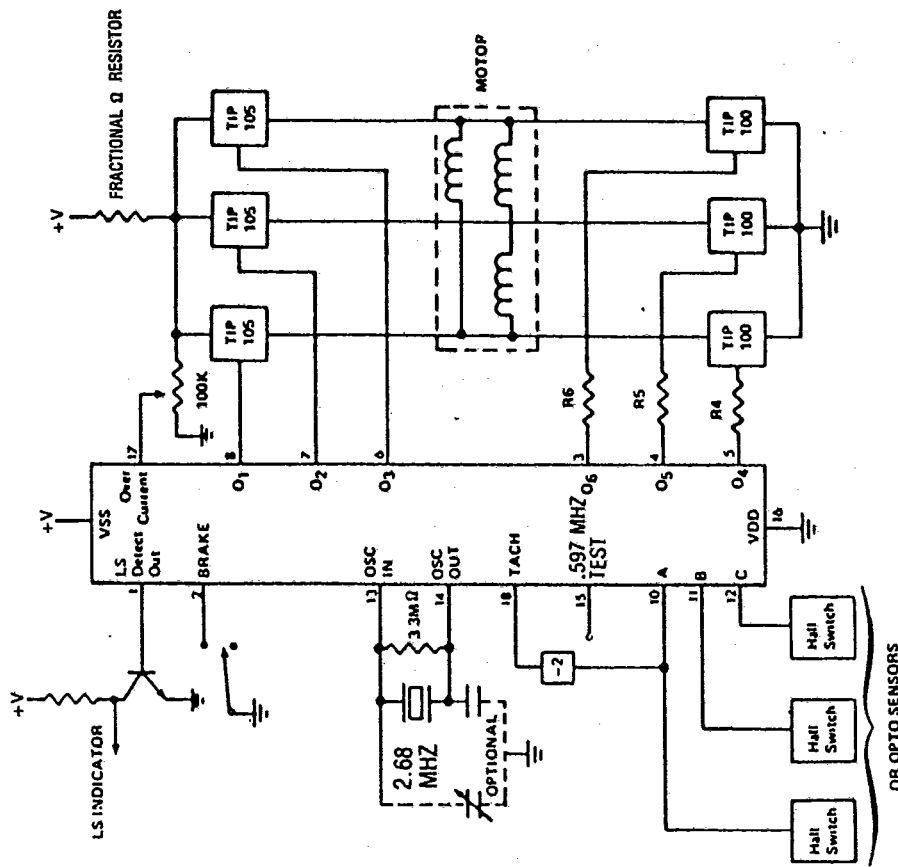 +V
FRACTIONAL Ω RESISTOR
TIP
105
TIP
105
TIP
105
100K
MOTOP
TIP
100
TIP
100
TIP
100
R6
R5
R4
+V
VSS
Over
Current
17
O1
8
O2
7
O3
6
O6
3
O5
4
O4
5
VDD
16
LS
Detect
Out
1
BRAKE
2
OSC
IN
13
OSC
OUT
14
TACH
18
.597 MHZ
TEST
15
A
10
B
11
C
12
+V
LS INDICATOR
3 3M Ω
2.68
MHZ
OPTIONAL
-2
Hall
Switch
Hall
Switch
Hall
Switch
OR OPTO SENSORS